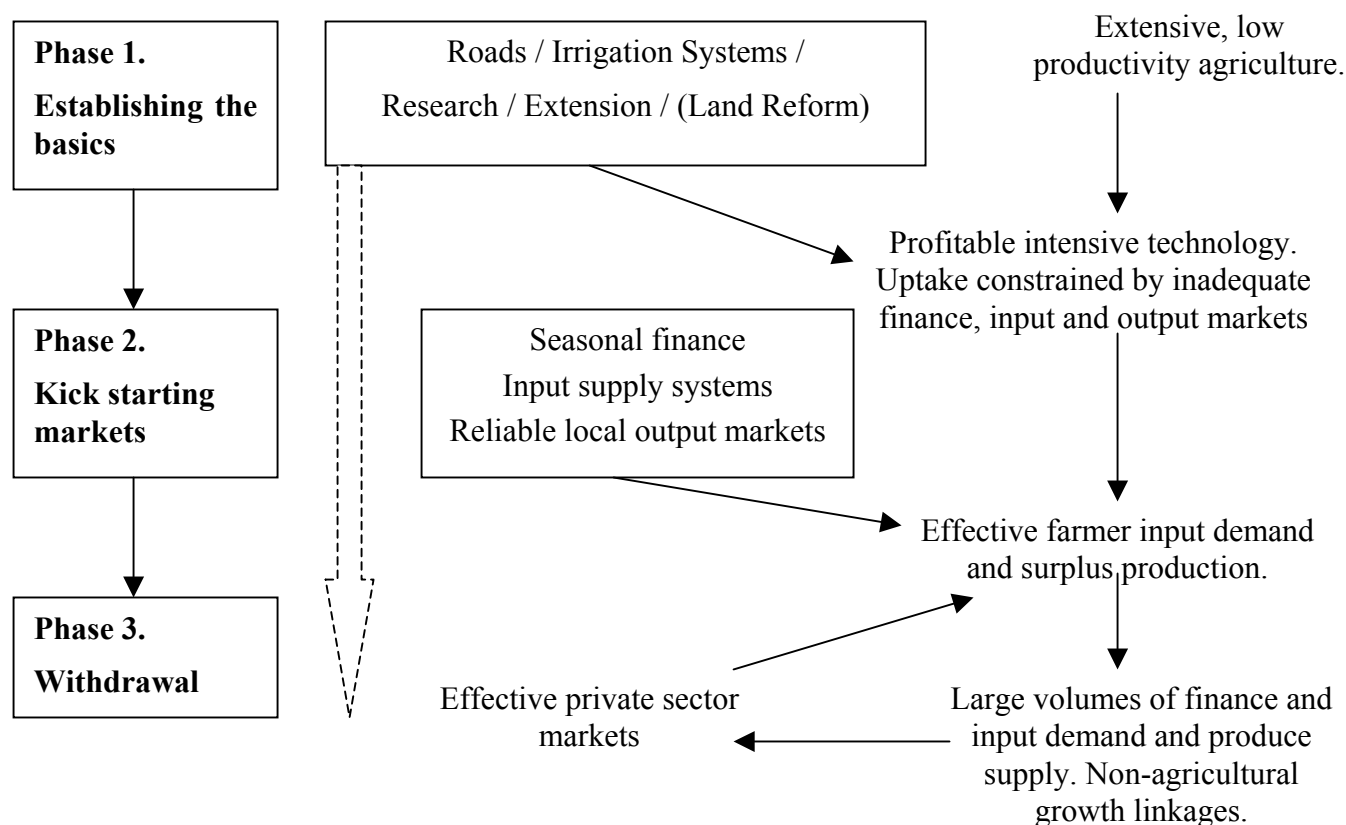 Phase 1.
Establishing the
basics
Roads / Irrigation Systems /
Research / Extension / (Land Reform)
Extensive, low
productivity agriculture.
Profitable intensive technology.
Uptake constrained by inadequate
finance, input and output markets
Phase 2.
Kick starting
markets
Seasonal finance
Input supply systems
Reliable local output markets
Effective farmer input demand
and surplus production.
Phase 3.
Withdrawal
Effective private sector
markets
Large volumes of finance and
input demand and produce
supply. Non-agricultural
growth linkages.